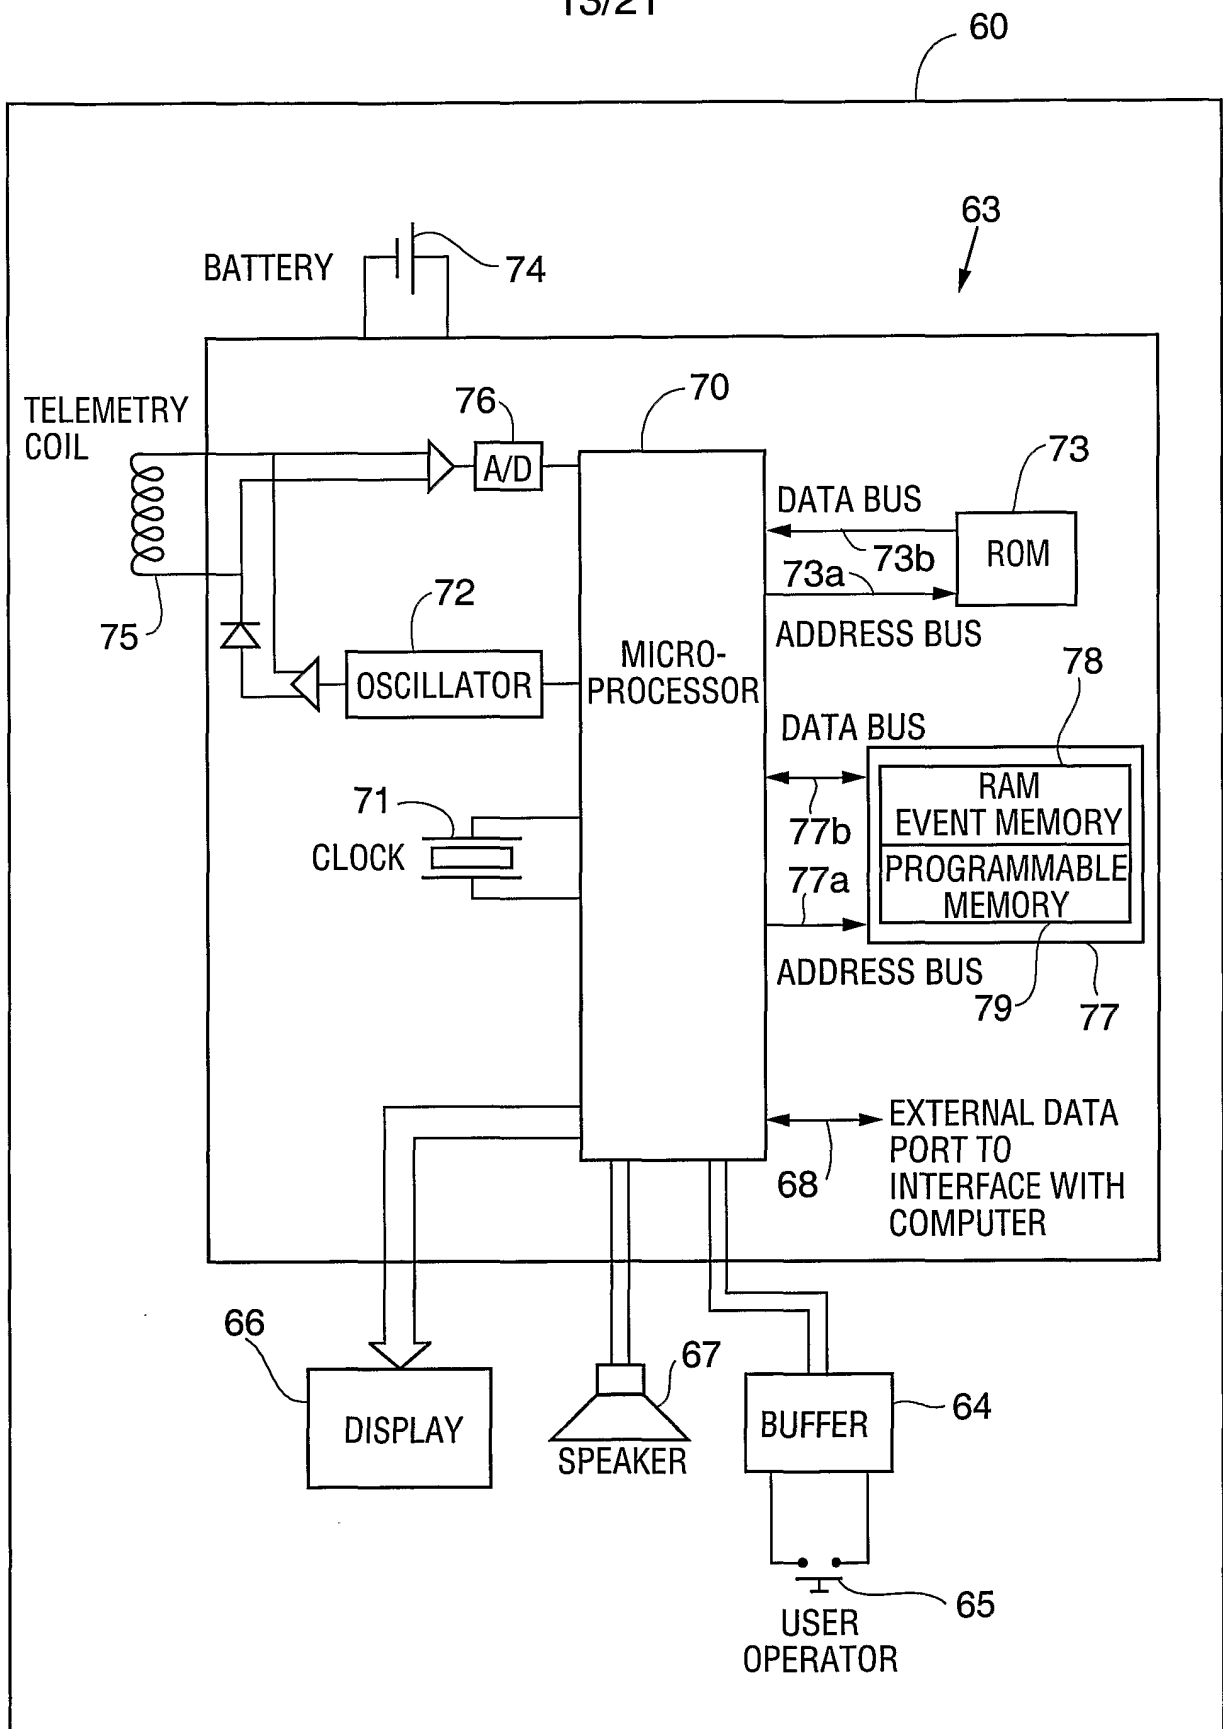 13/21
60
63
BATTERY
74
TELEMETRY
COIL
76
70
73
A/D
DATA BUS
73b
ROM
73a
72
75
ADDRESS BUS
MICRO-
PROCESSOR
78
OSCILLATOR
DATA BUS
RAM
EVENT MEMORY
71
77b
CLOCK
PROGRAMMABLE
MEMORY
77a
ADDRESS BUS
79
77
EXTERNAL DATA
PORT TO
INTERFACE WITH
COMPUTER
68
66
67
64
DISPLAY
BUFFER
SPEAKER
65
USER
OPERATOR